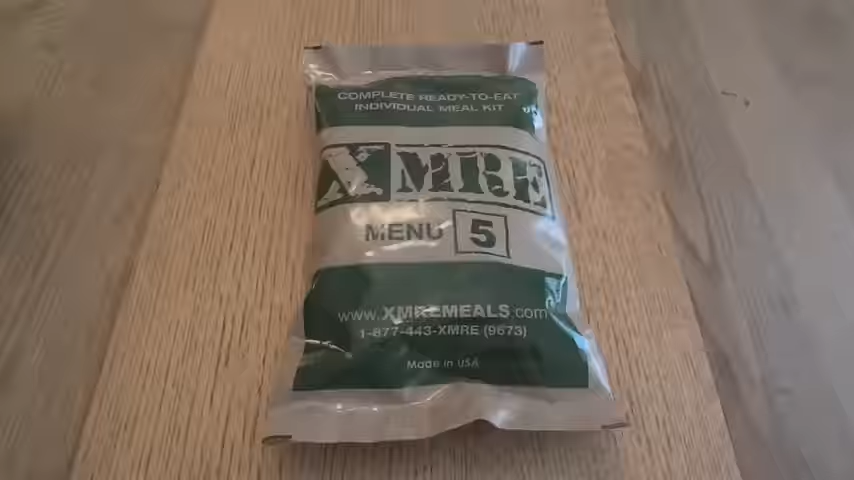 COMPLETE READY-TO-EAT
INDIVIDUAL MEAL KIT
XMRE
MENU 5
www.XMREMEALS.com
1-877-443-XMRE (9673)
Made in USA